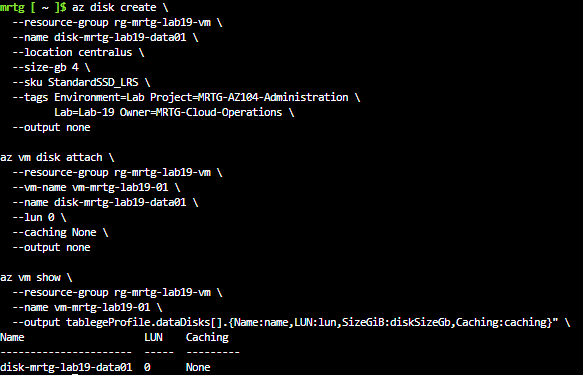 mrtg [ ~ ]$ az disk create \
  --resource-group rg-mrtg-lab19-vm \
  --name disk-mrtg-lab19-data01 \
  --location centralus \
  --size-gb 4 \
  --sku StandardSSD_LRS \
  --tags Environment=Lab Project=MRTG-AZ104-Administration \
         Lab=Lab-19 Owner=MRTG-Cloud-Operations \
  --output none

az vm disk attach \
  --resource-group rg-mrtg-lab19-vm \
  --vm-name vm-mrtg-lab19-01 \
  --name disk-mrtg-lab19-data01 \
  --lun 0 \
  --caching None \
  --output none

az vm show \
  --resource-group rg-mrtg-lab19-vm \
  --name vm-mrtg-lab19-01 \
  --output tablegeProfile.dataDisks[].{Name:name,LUN:lun,SizeGiB:diskSizeGb,Caching:caching}" \
Name                    LUN    Caching
----------------------  -----  ---------
disk-mrtg-lab19-data01  0      None